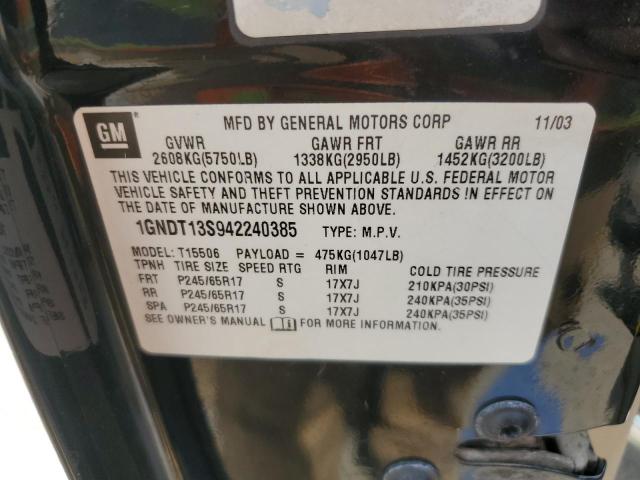 GM ® MFD BY GENERAL MOTORS CORP 11/03
GVWR GAWR FRT GAWR RR
2608KG(5750LB) 1338KG(2950LB) 1452KG(3200LB)
THIS VEHICLE CONFORMS TO ALL APPLICABLE U.S. FEDERAL MOTOR
VEHICLE SAFETY AND THEFT PREVENTION STANDARDS IN EFFECT ON
THE DATE OF MANUFACTURE SHOWN ABOVE.
1GNDT13S942240385 TYPE: M.P.V.
MODEL: T15506 PAYLOAD = 475KG(1047LB)
TPNH TIRE SIZE SPEED RTG RIM COLD TIRE PRESSURE
FRT P245/65R17 S 17X7J 210KPA(30PSI)
RR P245/65R17 S 17X7J 240KPA(35PSI)
SPA P245/65R17 S 17X7J 240KPA(35PSI)
SEE OWNER'S MANUAL FOR MORE INFORMATION.